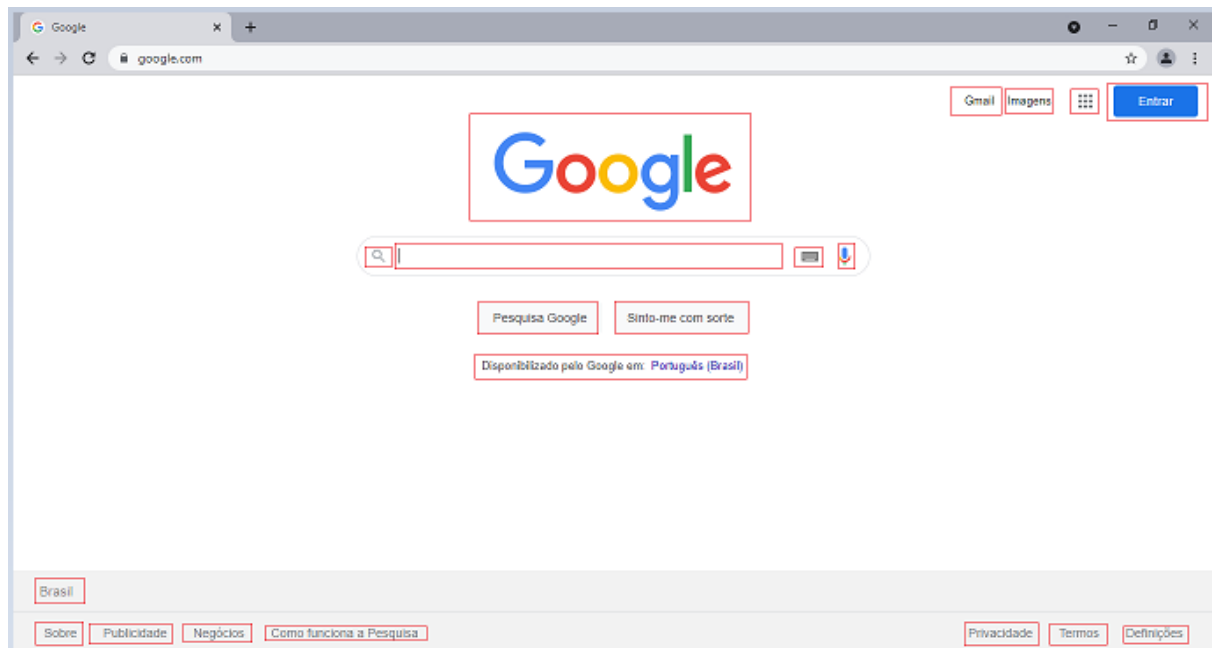 Google
google.com
Gmail Imagens Entrar
Google
Pesquisa Google Sinto-me com sorte
Disponibilizado pelo Google em: Português (Brasil)
Brasil
Sobre Publicidade Negócios Como funciona a Pesquisa Privacidade Termos Definições